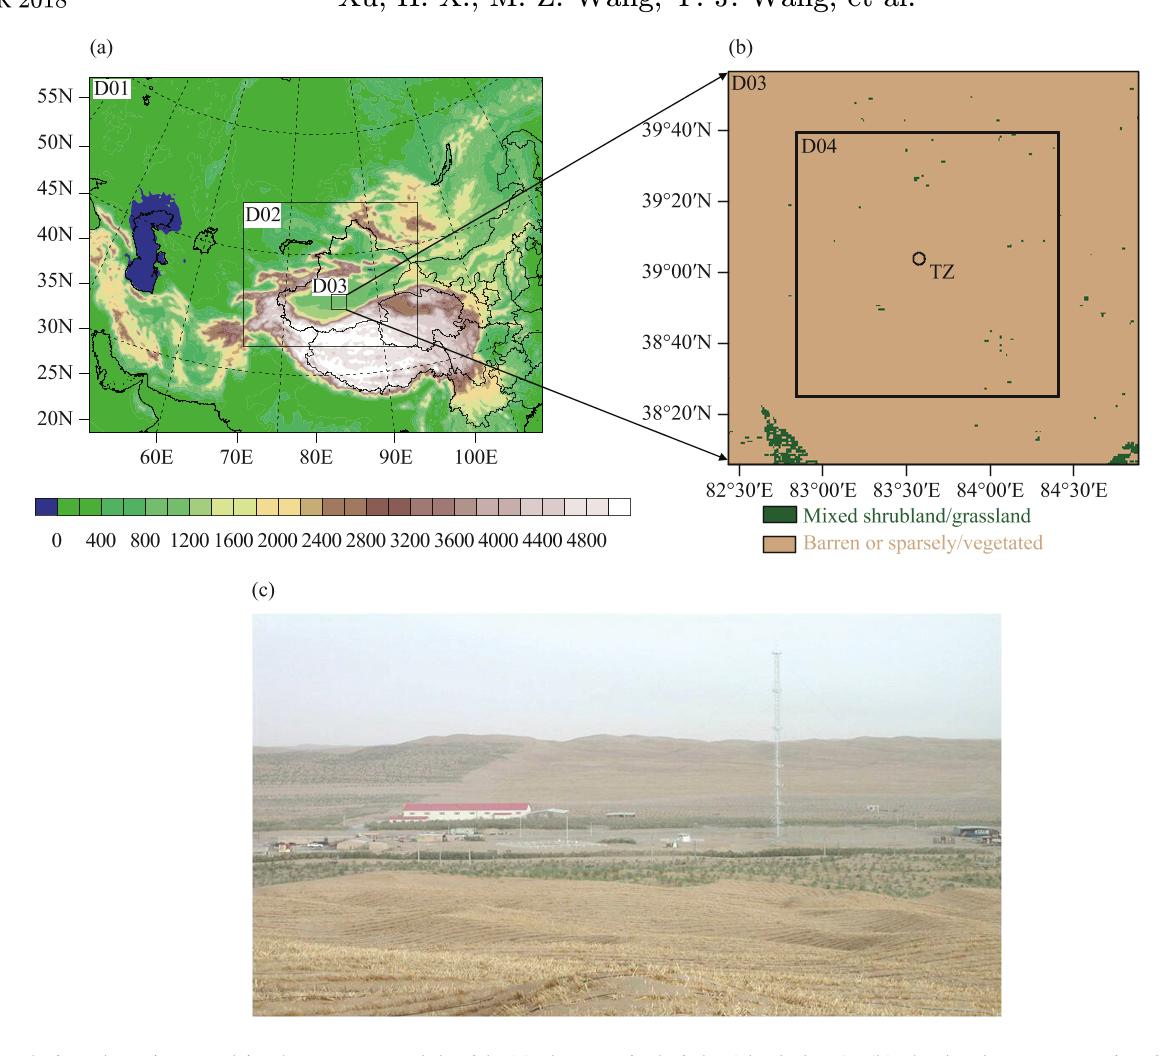 2018
Xu, H. X., M. Z. Wang, Y. J. Wang, et al.
(a)
(b)
D01
D03
55N
50N
45N
40N
35N
30N
25N
20N
D02
D03
60E
70E
80E
90E
100E
39°40′N
39°20′N
39°00′N
38°40′N
38°20′N
D04
TZ
82°30′E
83°00′E
83°30′E
84°00′E
84°30′E
0 400 800 1200 1600 2000 2400 2800 3200 3600 4000 4400 4800
Mixed shrubland/grassland
Barren or sparsely/vegetated
(c)